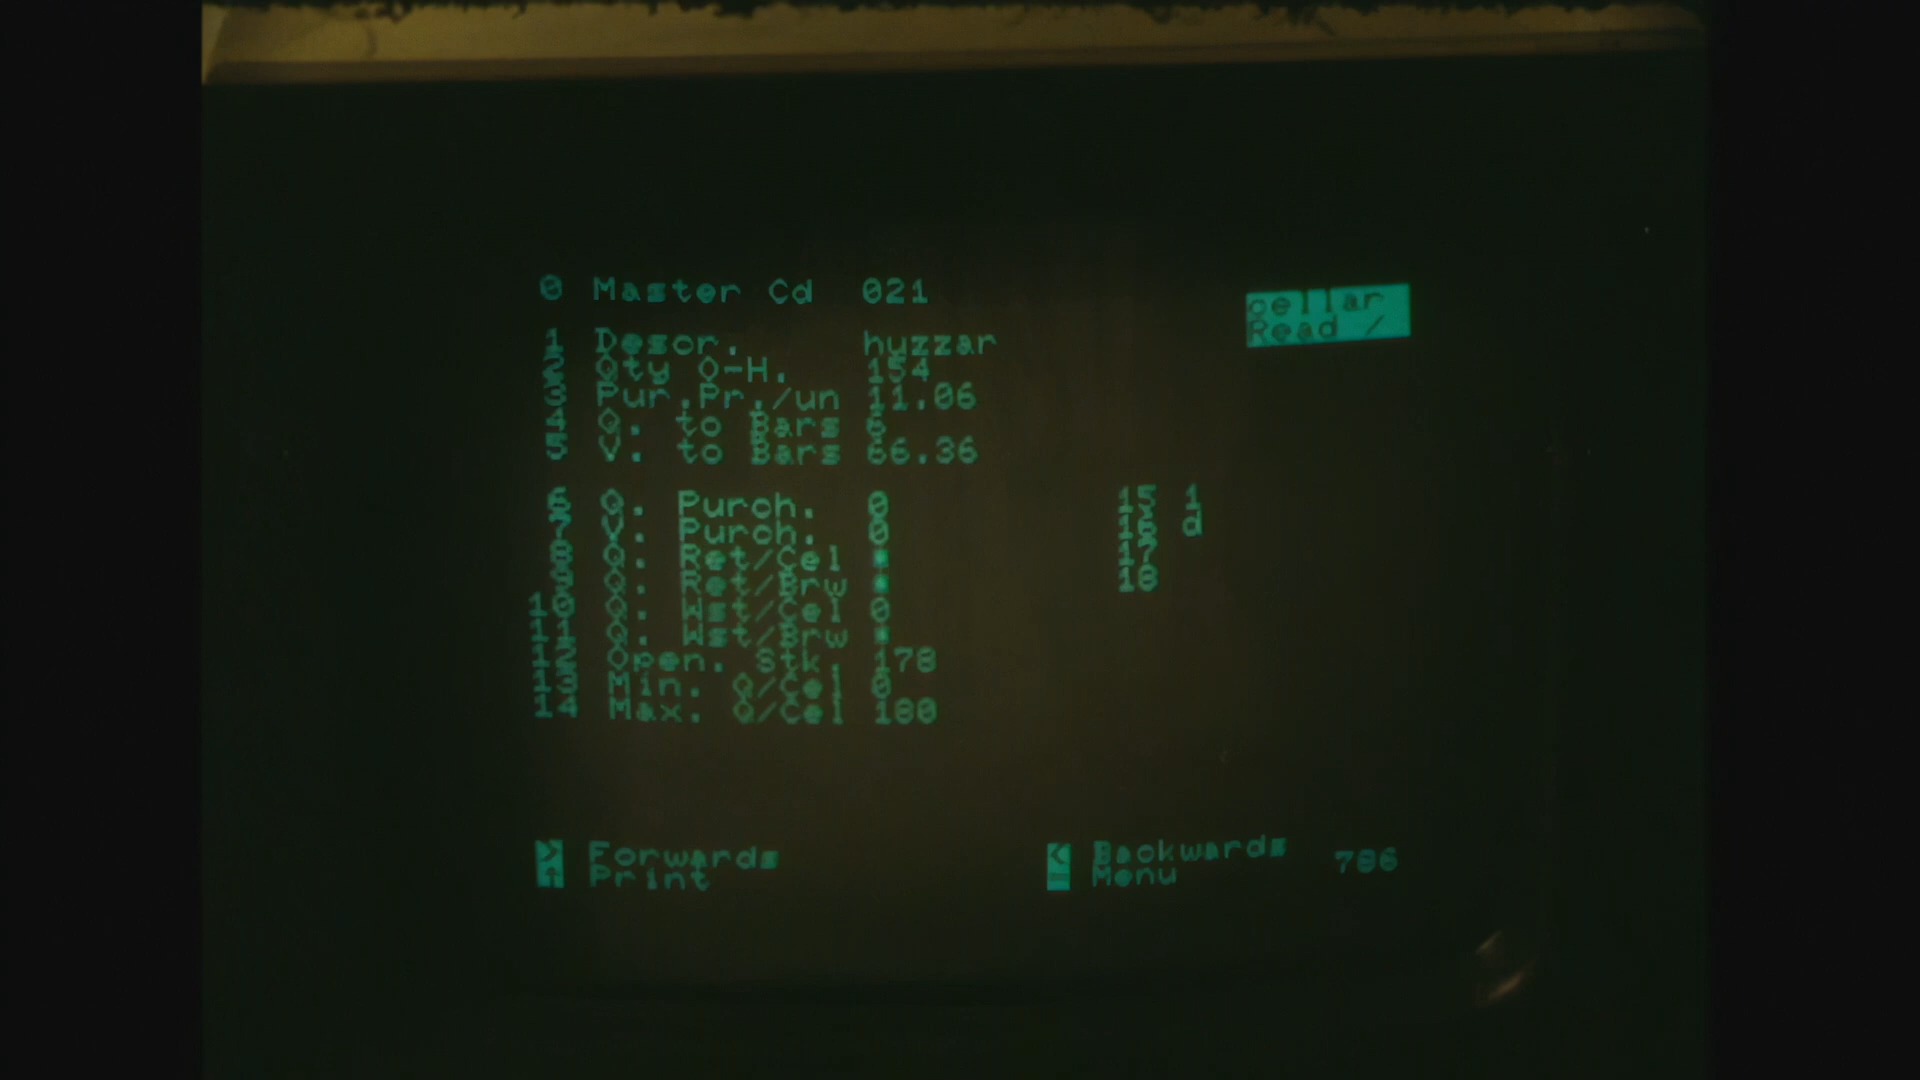 0 Master Cd 021
cellar
Read /
1 Descr. huzzar
2 Qty O-H. 154
3 Pur.Pr./un 11.06
4 Q. to Bars 6
5 V. to Bars 66.36
6 Q. Purch. 0
7 V. Purch. 0
8 Q. Ret/Cel *
9 Q. Ret/Brw *
10 Q. Wst/Cel 0
11 Q. Wst/Brw *
12 Open. Stk. 178
13 Min. Q/Cel 0
14 Max. Q/Cel 180
15 1
16 d
17
18
> Forwards
Print
< Backwards
= Menu
786